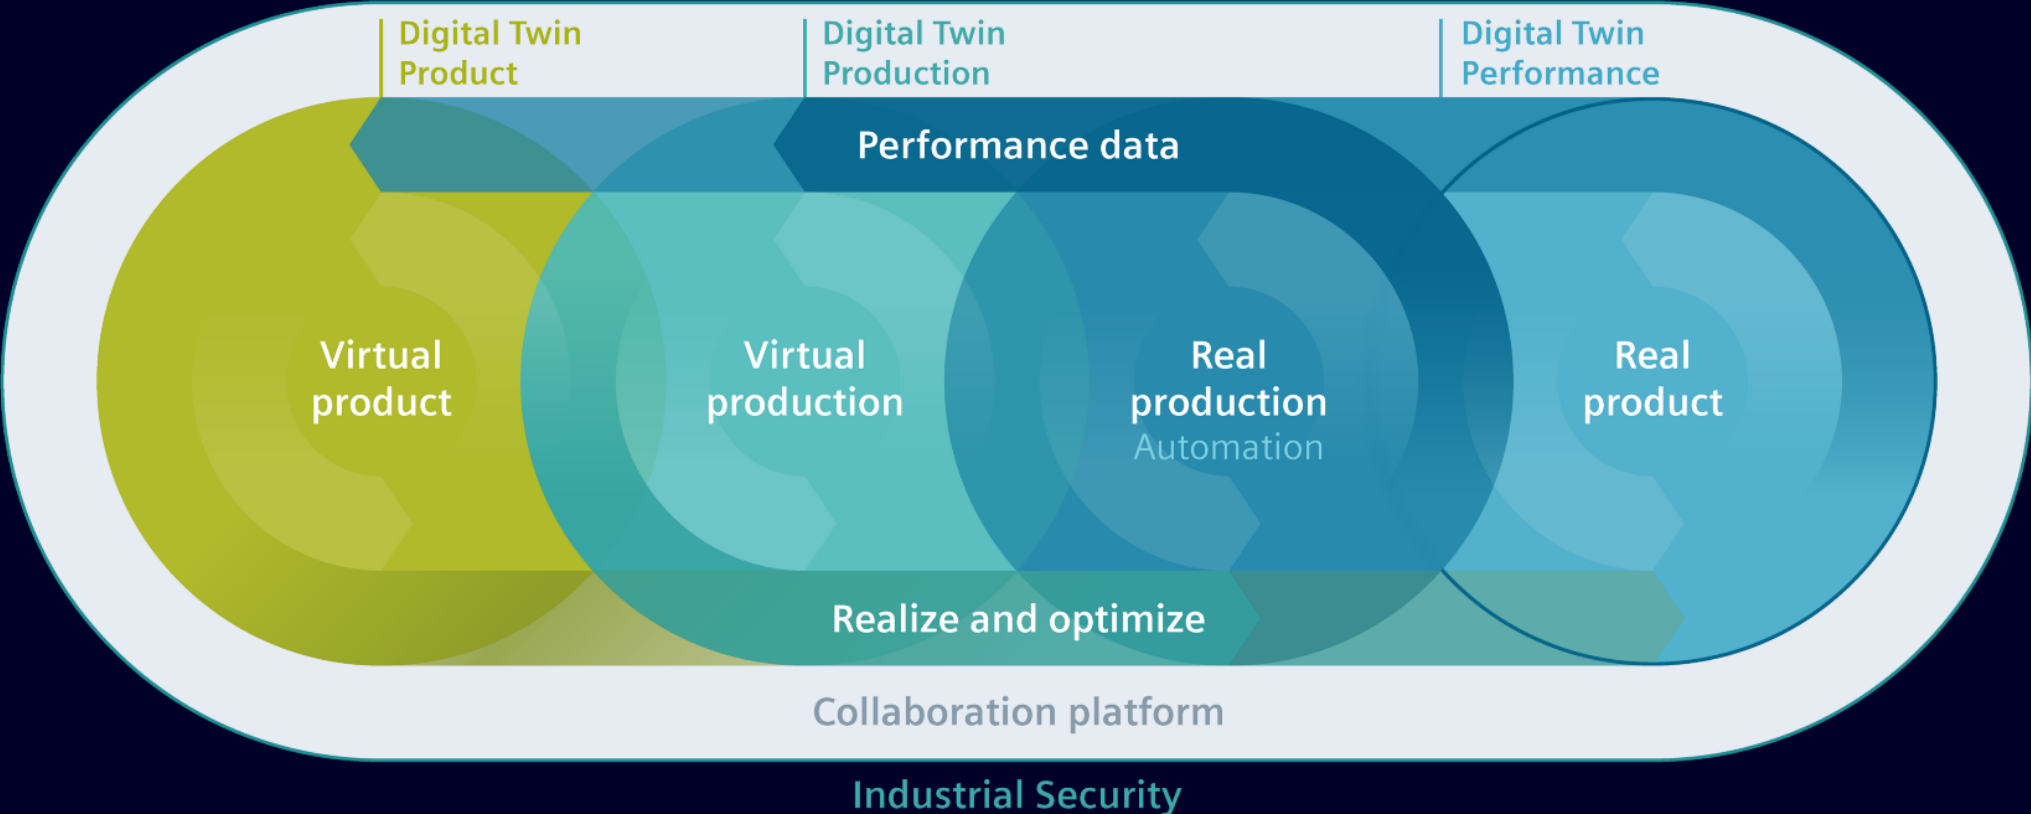 Digital Twin
Product
Digital Twin
Production
Digital Twin
Performance
Performance data
Virtual
product
Virtual
production
Real
production
Automation
Real
product
Realize and optimize
Collaboration platform
Industrial Security